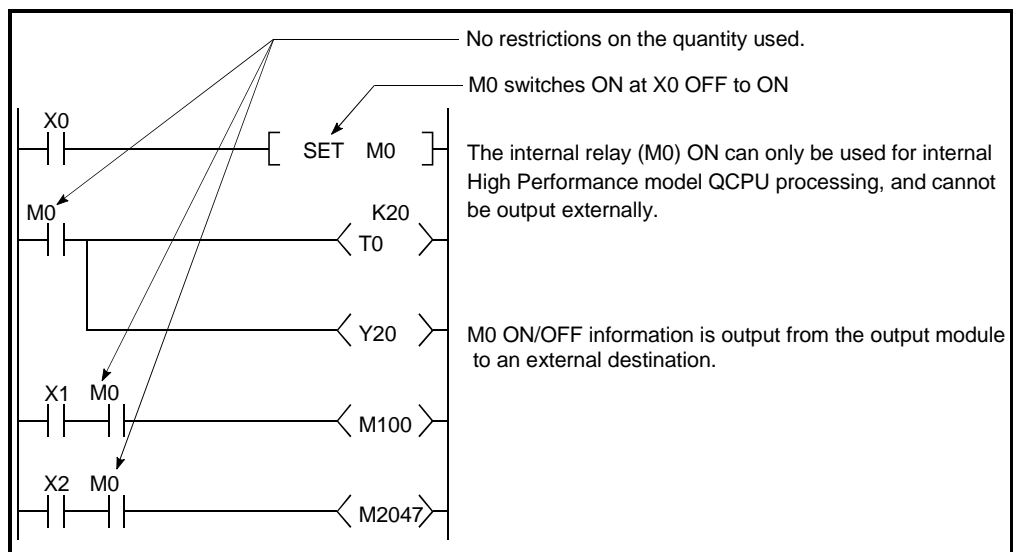 No restrictions on the quantity used.
M0 switches ON at X0 OFF to ON
X0
SET M0
The internal relay (M0) ON can only be used for internal
High Performance model QCPU processing, and cannot
be output externally.
M0
K20
T0
Y20
M0 ON/OFF information is output from the output module
to an external destination.
X1 M0
M100
X2 M0
M2047